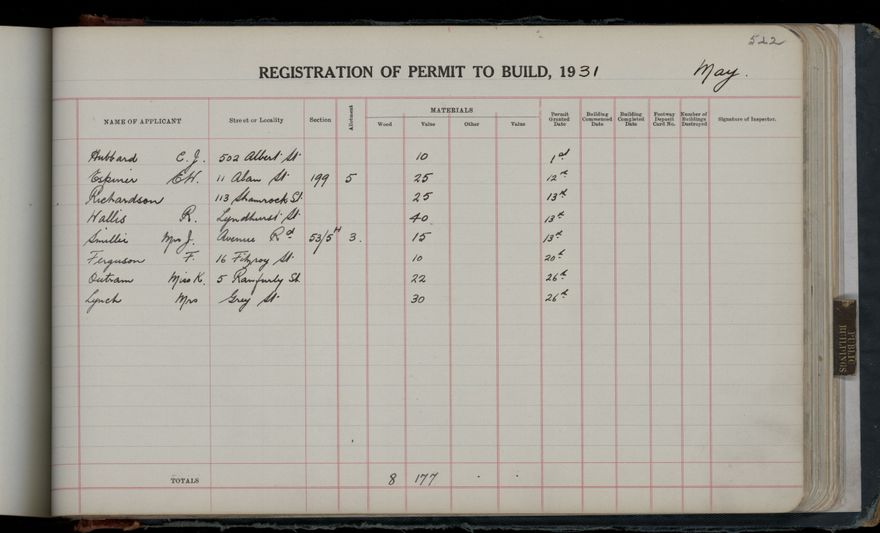 522
REGISTRATION OF PERMIT TO BUILD, 1931 May.
NAME OF APPLICANT Street or Locality Section Allotment MATERIALS Wood Value Other Value Permit Granted Date Building Commenced Date Building Completed Date Footway Deposit Card No. Number of Buildings Destroyed Signature of Inspector.
Hubbard C. J. 502 Albert St. 10 1st
11 Alan St. 199 5 25 12th
Richardson 113 Shamrock St. 25 13th
Wallis R. Lyndhurst St. 40 13th
Smillie Mrs J. Avenue Rd 53/5H 3. 15 13th
Ferguson F. 16 Fitzroy St. 10 20th
Outram Miss K. 5 Ranfurly St. 22 26th
Lynch Mrs Grey St. 30 26th
TOTALS 8 177 . .
PUBLIC BUILDINGS